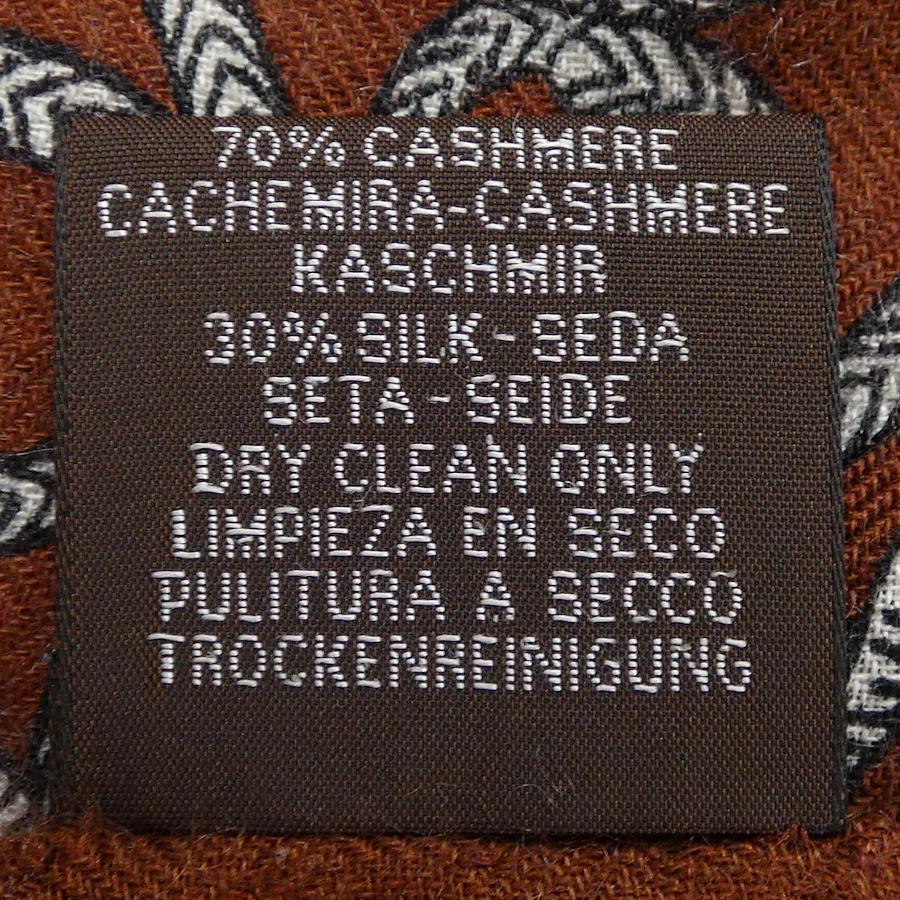 70% CASHMERE
CACHEMIRA-CASHMERE
KASCHMIR
30% SILK - SEDA
SETA - SEIDE
DRY CLEAN ONLY
LIMPIEZA EN SECO
PULITURA A SECCO
TROCKENREINIGUNG